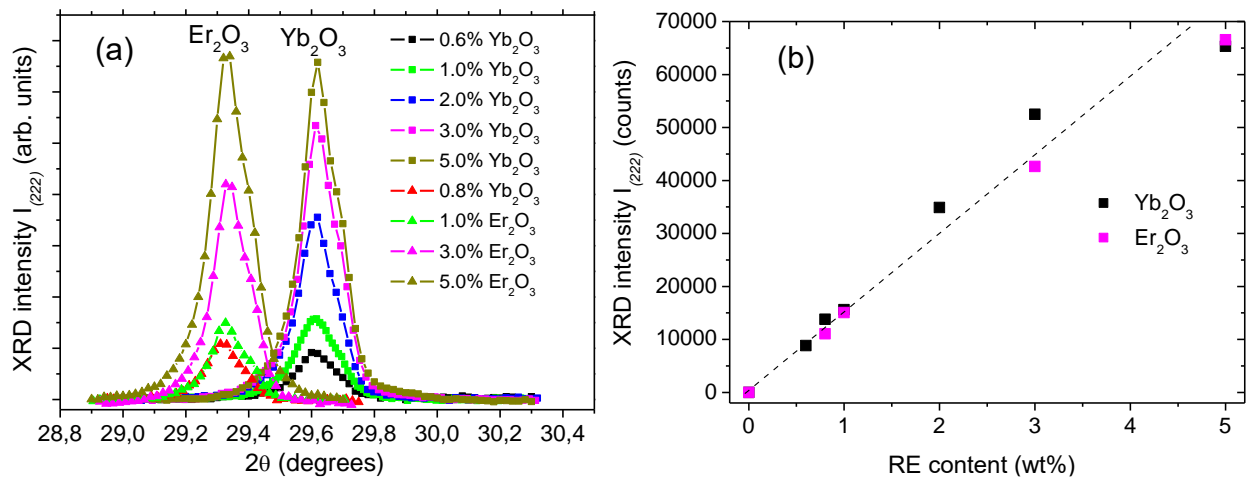 (a)
Er₂O₃
Yb₂O₃
0.6% Yb₂O₃
1.0% Yb₂O₃
2.0% Yb₂O₃
3.0% Yb₂O₃
5.0% Yb₂O₃
0.8% Yb₂O₃
1.0% Er₂O₃
3.0% Er₂O₃
5.0% Er₂O₃
XRD intensity I₍₂₂₂₎ (arb. units)
28,8 29,0 29,2 29,4 29,6 29,8 30,0 30,2 30,4
2θ (degrees)
(b)
70000
60000
50000
40000
30000
20000
10000
0
XRD intensity I₍₂₂₂₎ (counts)
Yb₂O₃
Er₂O₃
0 1 2 3 4 5
RE content (wt%)